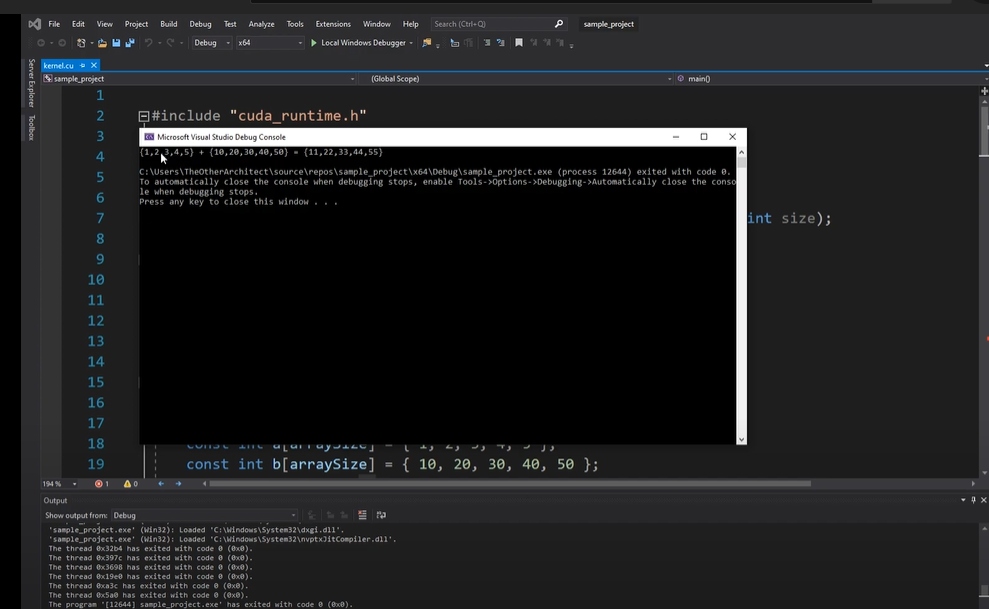 File Edit View Project Build Debug Test Analyze Tools Extensions Window Help Search (Ctrl+Q) sample_project
Debug x64 Local Windows Debugger
kernel.cu
sample_project (Global Scope) main()
Server Explorer
Toolbox
1
2 #include "cuda_runtime.h"
3
Microsoft Visual Studio Debug Console
4
{1,2,3,4,5} + {10,20,30,40,50} = {11,22,33,44,55}
C:\Users\TheOtherArchitect\source\repos\sample_project\x64\Debug\sample_project.exe (process 12644) exited with code 0.
To automatically close the console when debugging stops, enable Tools->Options->Debugging->Automatically close the conso
le when debugging stops.
Press any key to close this window . . .
5
6
7 int size);
8
9
10
11
12
13
14
15
16
17
18 const int a[arraySize] = { 1, 2, 3, 4, 5 };
19 const int b[arraySize] = { 10, 20, 30, 40, 50 };
194 % 1 0
Output
Show output from: Debug
'sample_project.exe' (Win32): Loaded 'C:\Windows\System32\dxgi.dll'.
'sample_project.exe' (Win32): Loaded 'C:\Windows\System32\nvptxJitCompiler.dll'.
The thread 0x32b4 has exited with code 0 (0x0).
The thread 0x397c has exited with code 0 (0x0).
The thread 0x3698 has exited with code 0 (0x0).
The thread 0x19e0 has exited with code 0 (0x0).
The thread 0xa3c has exited with code 0 (0x0).
The thread 0x5a0 has exited with code 0 (0x0).
The program '[12644] sample_project.exe' has exited with code 0 (0x0).